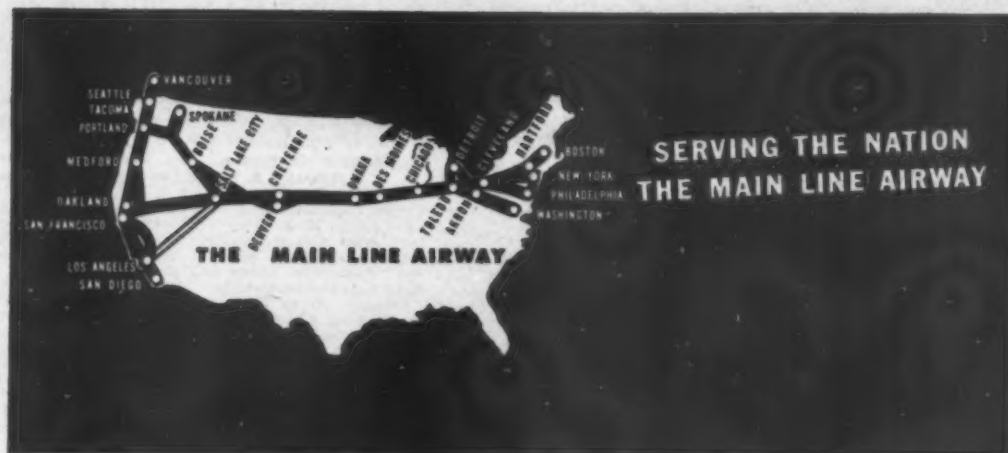 VANCOUVER
SEATTLE
TACOMA
PORTLAND
SPOKANE
BOISE
SALT LAKE CITY
CHEYENNE
MEDFORD
OAKLAND
SAN FRANCISCO
LOS ANGELES
SAN DIEGO
DENVER
OMAHA
DES MOINES
CHICAGO
TOLEDO
AKRON
DETROIT
CLEVELAND
HARTFORD
BOSTON
NEW YORK
PHILADELPHIA
WASHINGTON
THE MAIN LINE AIRWAY
SERVING THE NATION
THE MAIN LINE AIRWAY